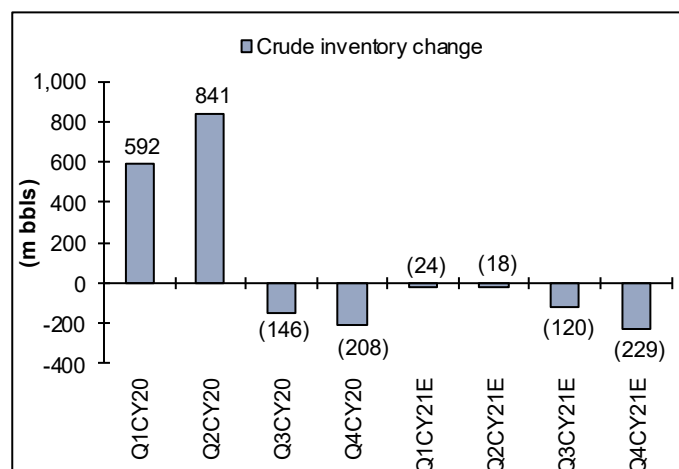 Crude inventory change
1,000
800
600
400
200
0
-200
-400
(m bbls)
592
841
(146)
(208)
(24)
(18)
(120)
(229)
Q1CY20
Q2CY20
Q3CY20
Q4CY20
Q1CY21E
Q2CY21E
Q3CY21E
Q4CY21E